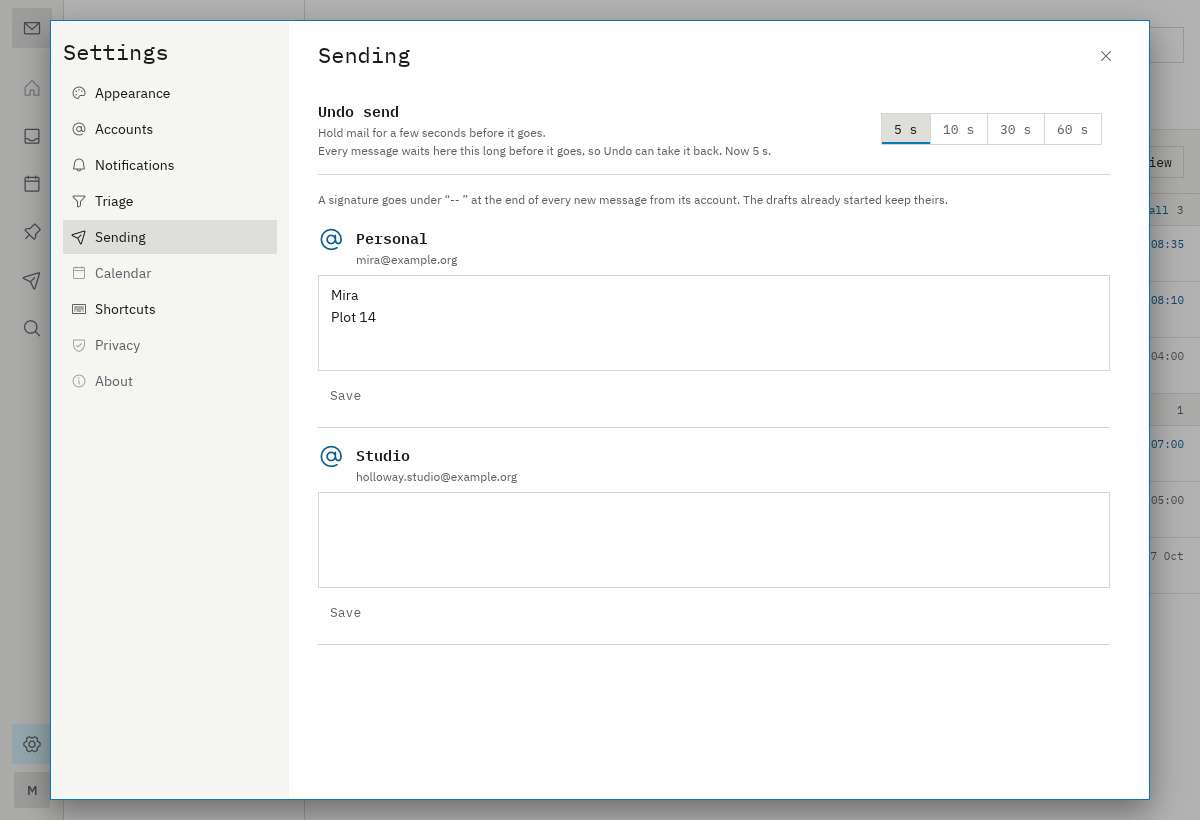 Settings
Appearance
Accounts
Notifications
Triage
Sending
Calendar
Shortcuts
Privacy
About
M
Sending
Undo send
Hold mail for a few seconds before it goes.
Every message waits here this long before it goes, so Undo can take it back. Now 5 s.
5 s
10 s
30 s
60 s
A signature goes under “-- ” at the end of every new message from its account. The drafts already started keep theirs.
Personal
mira@example.org
Mira
Plot 14
Save
Studio
holloway.studio@example.org
Save
iew
all 3
08:35
08:10
04:00
1
07:00
05:00
7 Oct